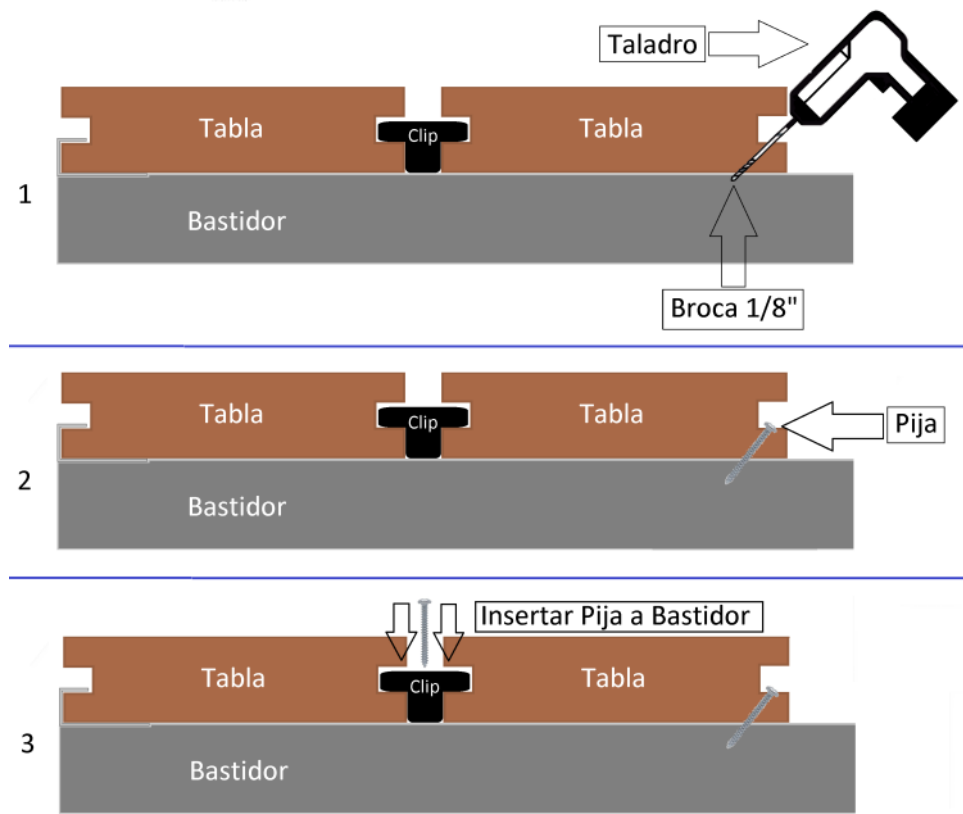 Taladro
Tabla
Clip
Tabla
1
Bastidor
Broca 1/8"
Tabla
Clip
Tabla
Pija
2
Bastidor
Insertar Pija a Bastidor
Tabla
Clip
Tabla
3
Bastidor